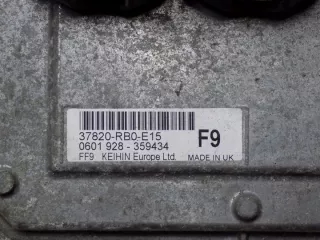 37820-RB0-E15
0601 928 - 359434
F9
FF9 KEIHIN Europe Ltd. MADE IN UK